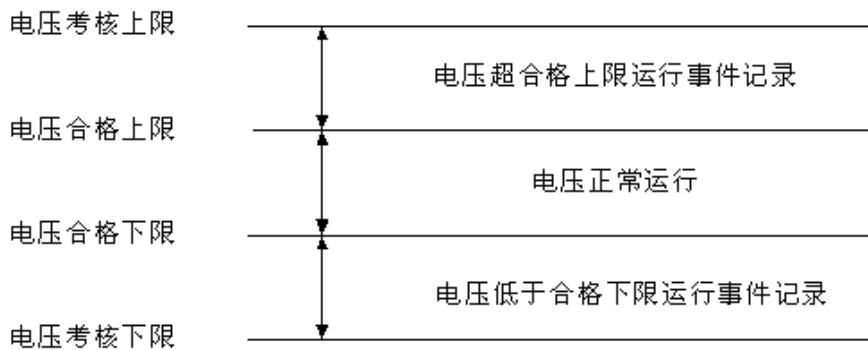 电压考核上限
电压超合格上限运行事件记录
电压合格上限
电压正常运行
电压合格下限
电压低于合格下限运行事件记录
电压考核下限